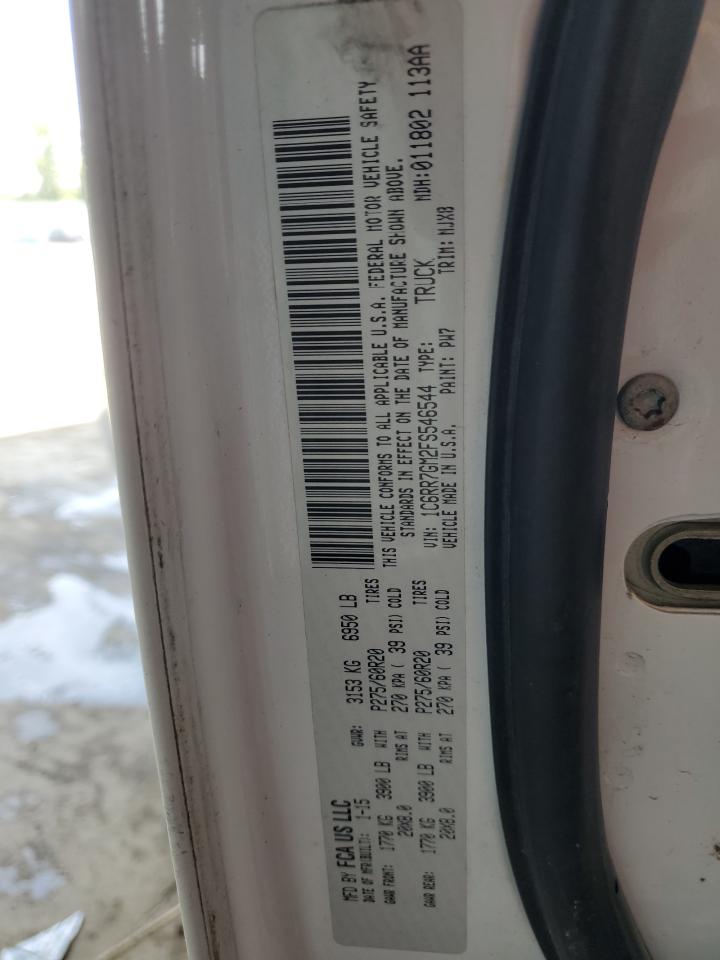 MFD BY FCA US LLC
DATE OF MFR(BUILT): 1-15 GVWR: 3153 KG 6950 LB
GAWR FRONT: 1770 KG 3900 LB WITH P275/60R20 TIRES
20X8.0 RIMS AT 270 KPA ( 39 PSI) COLD
GAWR REAR: 1770 KG 3900 LB WITH P275/60R20 TIRES
20X8.0 RIMS AT 270 KPA ( 39 PSI) COLD
THIS VEHICLE CONFORMS TO ALL APPLICABLE U.S.A. FEDERAL MOTOR VEHICLE SAFETY
STANDARDS IN EFFECT ON THE DATE OF MANUFACTURE SHOWN ABOVE.
VIN: 1C6RR7GM2FS546544 TYPE: TRUCK MDH: 011802 113AA
VEHICLE MADE IN U.S.A. PAINT: PW7 TRIM: MJX8